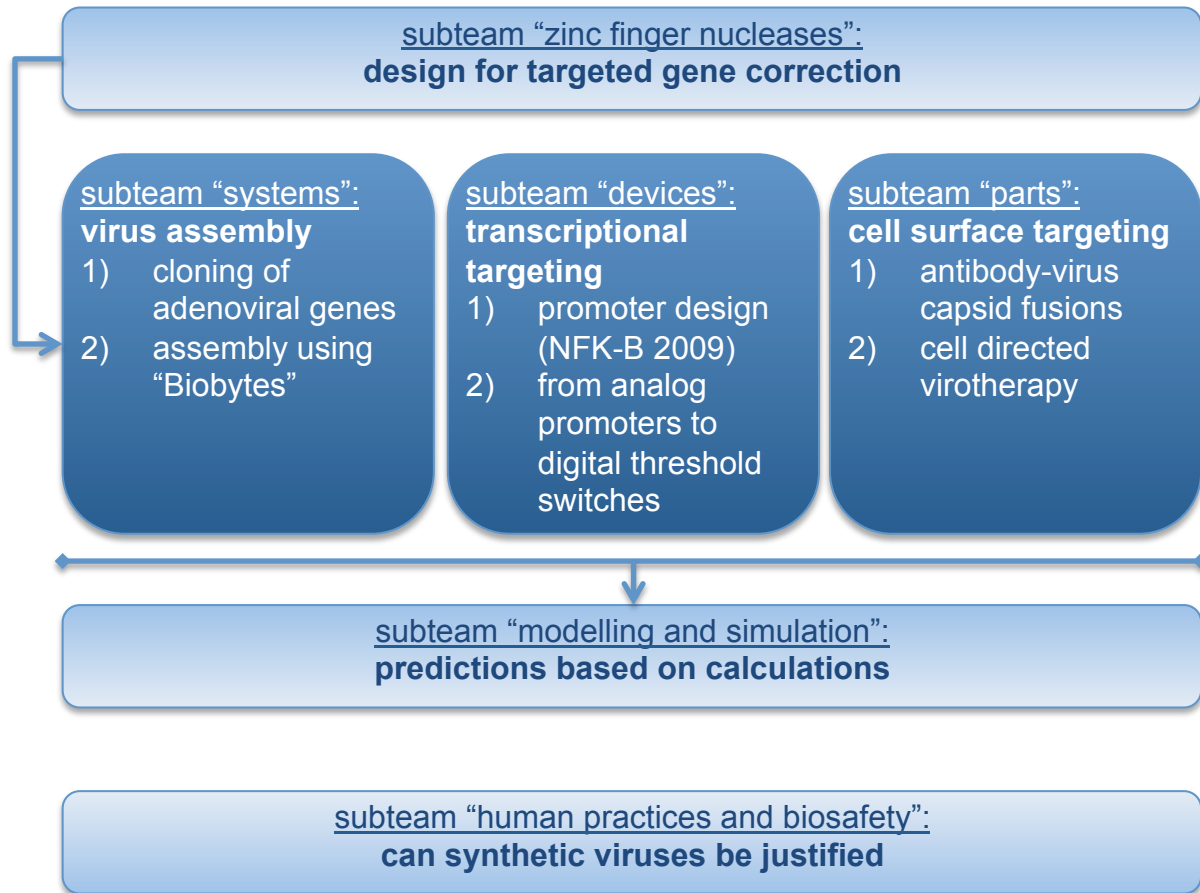 subteam “zinc finger nucleases”:
design for targeted gene correction
subteam “systems”:
virus assembly
1) cloning of
adenoviral genes
2) assembly using
“Biobytes”
subteam “devices”:
transcriptional
targeting
1) promoter design
(NFK-B 2009)
2) from analog
promoters to
digital threshold
switches
subteam “parts”:
cell surface targeting
1) antibody-virus
capsid fusions
2) cell directed
virotherapy
subteam “modelling and simulation”:
predictions based on calculations
subteam “human practices and biosafety”:
can synthetic viruses be justified